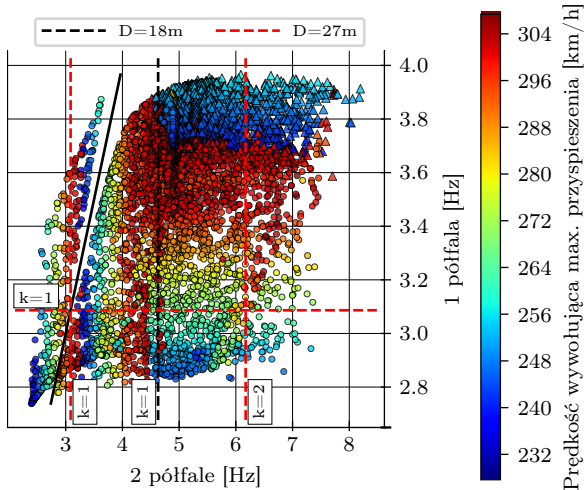 D=18m D=27m
4.0
3.8
3.6
3.4
3.2
3.0
2.8
1 półfala [Hz]
k=1
k=1
k=1
k=2
3 4 5 6 7 8
2 półfale [Hz]
304
296
288
280
272
264
256
248
240
232
Prędkość wywołująca max. przyspieszenia [km/h]